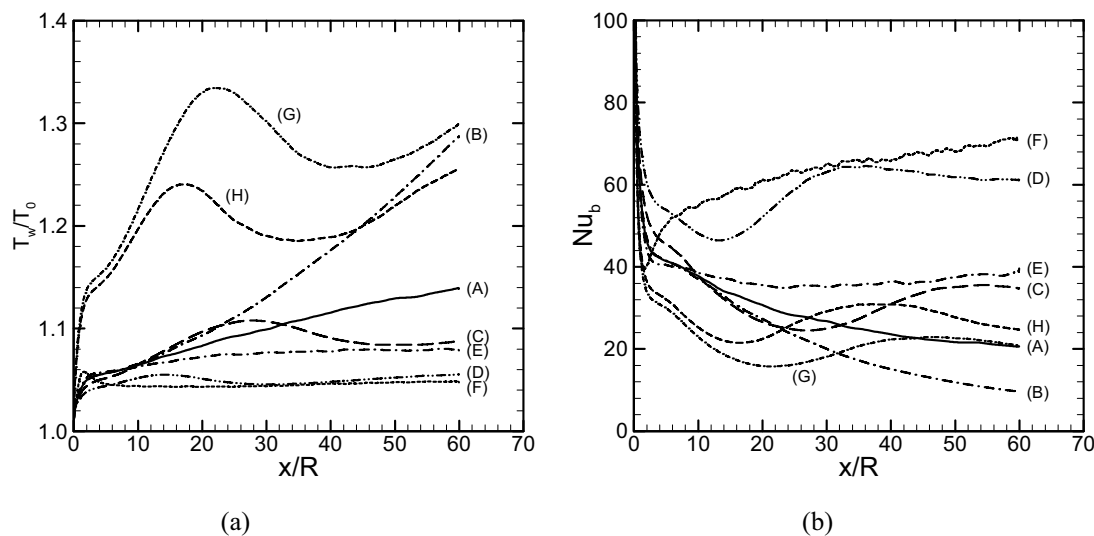 1.4
1.3
1.2
1.1
1.0
T_w/T_0
0 10 20 30 40 50 60 70
x/R
(G)
(B)
(H)
(A)
(C)
(E)
(D)
(F)
(a)
100
80
60
40
20
0
Nu_b
0 10 20 30 40 50 60 70
x/R
(F)
(D)
(E)
(C)
(H)
(A)
(G)
(B)
(b)